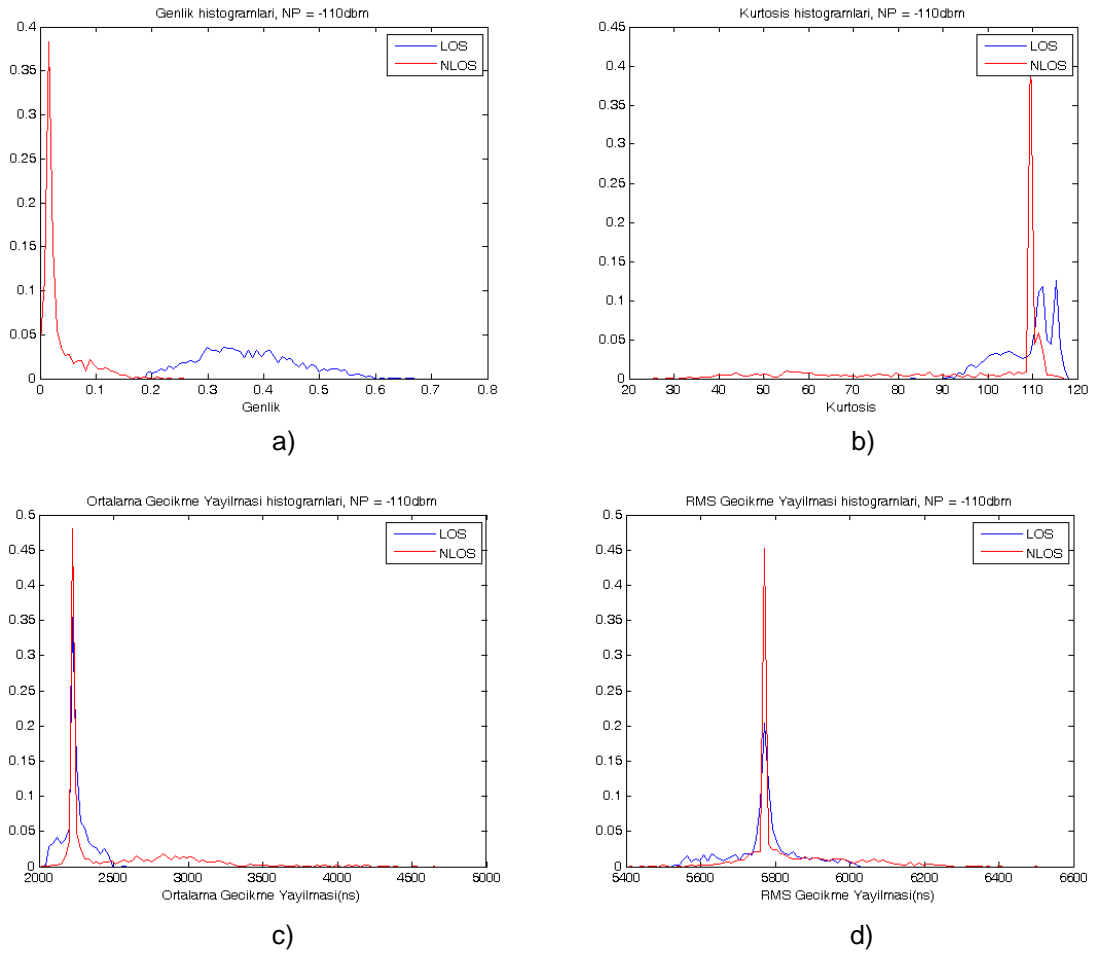 Genlik histogramlari, NP = -110dbm
0.4
0.35
0.3
0.25
0.2
0.15
0.1
0.05
0
0 0.1 0.2 0.3 0.4 0.5 0.6 0.7 0.8
Genlik
LOS
NLOS
a)
Kurtosis histogramlari, NP = -110dbm
0.45
0.4
0.35
0.3
0.25
0.2
0.15
0.1
0.05
0
20 30 40 50 60 70 80 90 100 110 120
Kurtosis
LOS
NLOS
b)
Ortalama Gecikme Yayilmasi histogramlari, NP = -110dbm
0.5
0.45
0.4
0.35
0.3
0.25
0.2
0.15
0.1
0.05
0
2000 2500 3000 3500 4000 4500 5000
Ortalama Gecikme Yayilmasi(ns)
LOS
NLOS
c)
RMS Gecikme Yayilmasi histogramlari, NP = -110dbm
0.5
0.45
0.4
0.35
0.3
0.25
0.2
0.15
0.1
0.05
0
5400 5600 5800 6000 6200 6400 6600
RMS Gecikme Yayilmasi(ns)
LOS
NLOS
d)